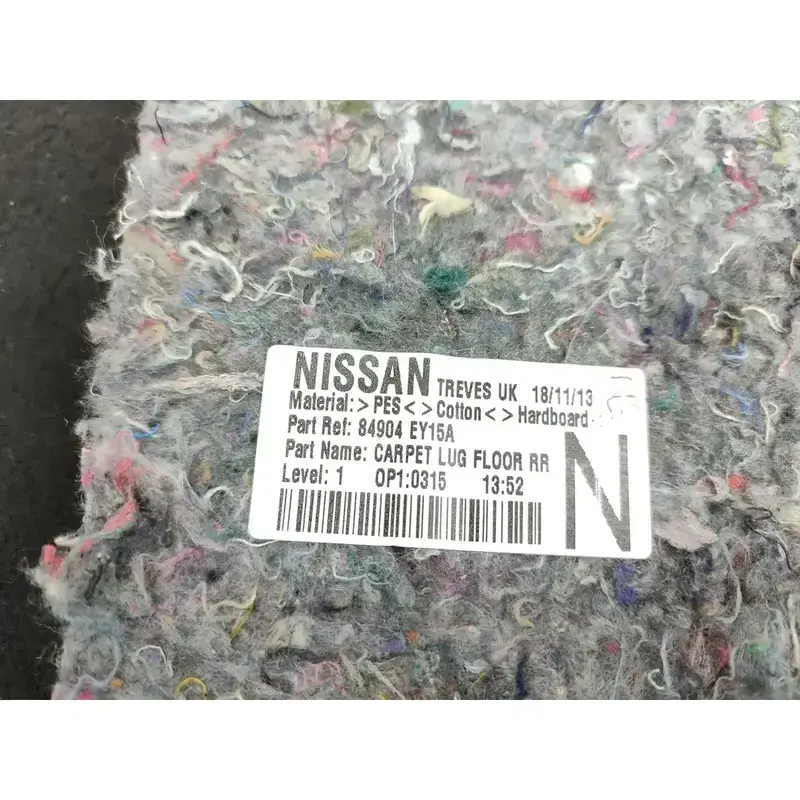 NISSAN TREVES UK 18/11/13
Material:>PES<>Cotton<>Hardboard
Part Ref: 84904 EY15A
Part Name: CARPET LUG FLOOR RR
Level: 1 OP1:0315 13:52
N